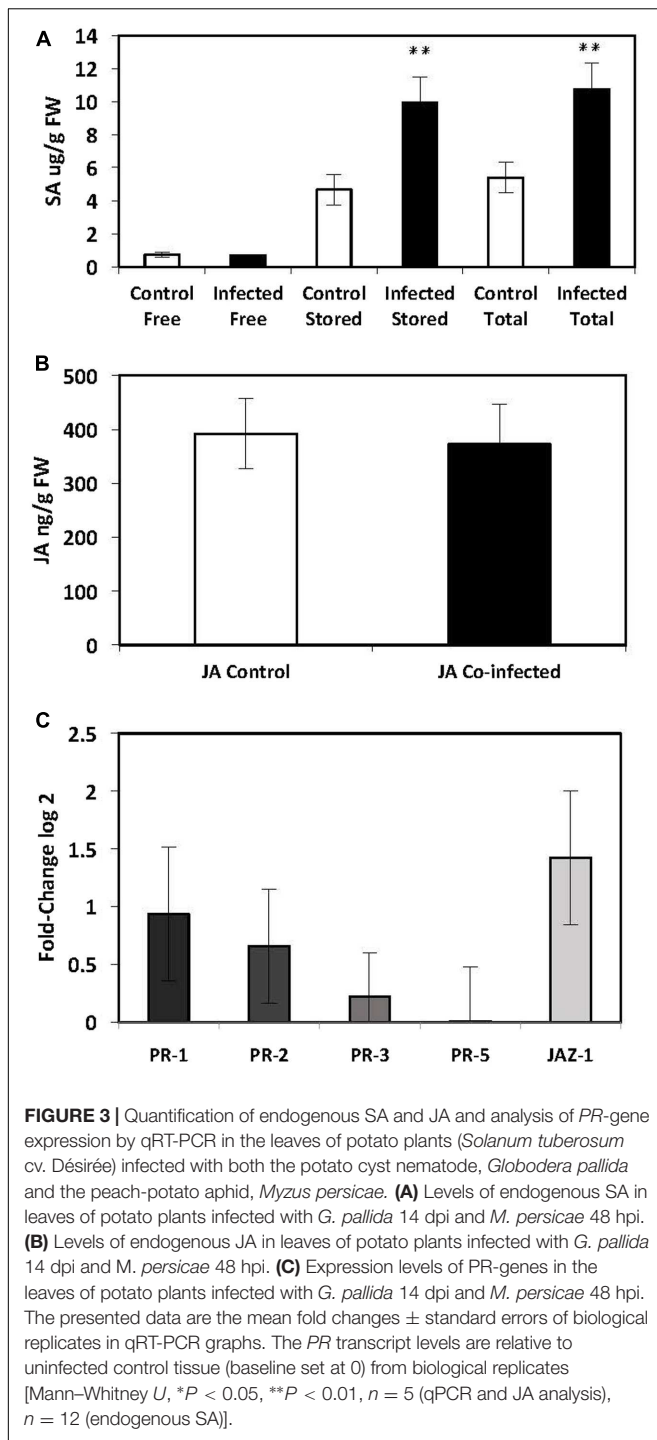 A
14
12
10
8
6
4
2
0
SA ug/g FW
**
**
Control Free
Infected Free
Control Stored
Infected Stored
Control Total
Infected Total
B
500
400
300
200
100
0
JA ng/g FW
JA Control
JA Co-infected
C
2.5
2
1.5
1
0.5
0
Fold-Change log 2
PR-1
PR-2
PR-3
PR-5
JAZ-1
FIGURE 3 | Quantification of endogenous SA and JA and analysis of PR-gene
expression by qRT-PCR in the leaves of potato plants (Solanum tuberosum
cv. Désirée) infected with both the potato cyst nematode, Globodera pallida
and the peach-potato aphid, Myzus persicae. (A) Levels of endogenous SA in
leaves of potato plants infected with G. pallida 14 dpi and M. persicae 48 hpi.
(B) Levels of endogenous JA in leaves of potato plants infected with G. pallida
14 dpi and M. persicae 48 hpi. (C) Expression levels of PR-genes in the
leaves of potato plants infected with G. pallida 14 dpi and M. persicae 48 hpi.
The presented data are the mean fold changes ± standard errors of biological
replicates in qRT-PCR graphs. The PR transcript levels are relative to
uninfected control tissue (baseline set at 0) from biological replicates
[Mann–Whitney U, *P < 0.05, **P < 0.01, n = 5 (qPCR and JA analysis),
n = 12 (endogenous SA)].